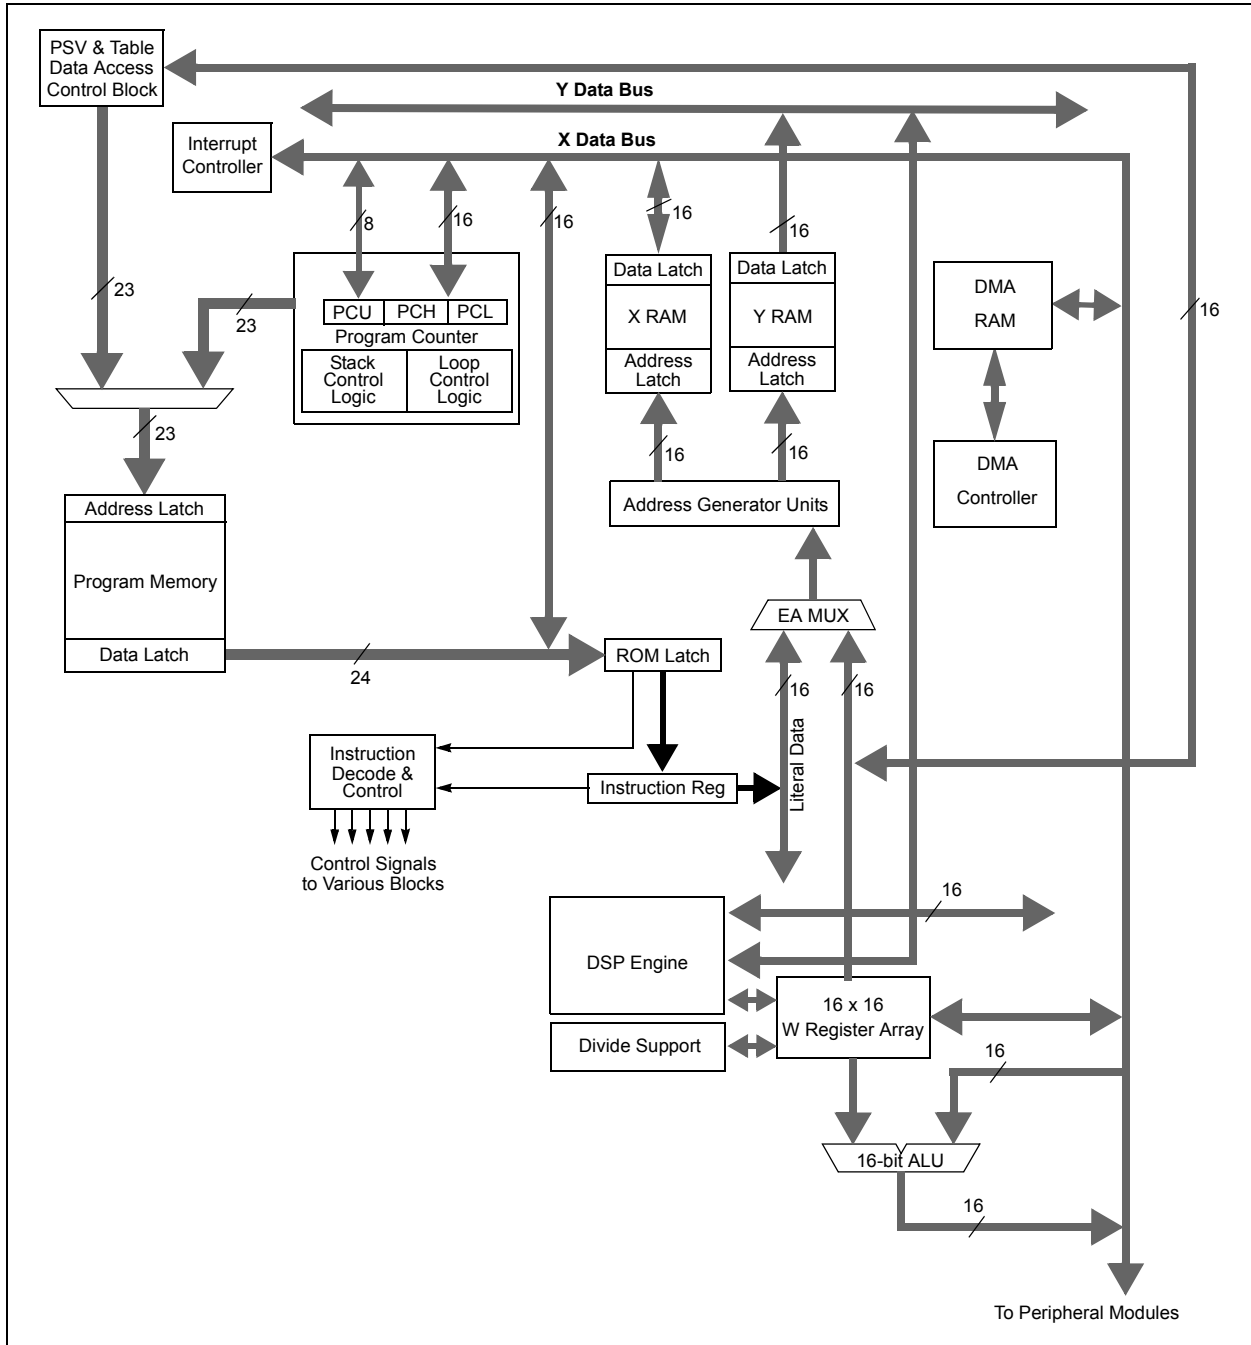 PSV & Table
Data Access
Control Block
Y Data Bus
Interrupt
Controller
X Data Bus
8
16
16
16
16
16
23
23
PCU
PCH
PCL
Program Counter
Stack
Control
Logic
Loop
Control
Logic
Data Latch
X RAM
Address
Latch
Data Latch
Y RAM
Address
Latch
DMA
RAM
23
16
16
DMA
Controller
Address Generator Units
Address Latch
Program Memory
Data Latch
24
EA MUX
ROM Latch
16
16
Literal Data
Instruction
Decode &
Control
Instruction Reg
Control Signals
to Various Blocks
16
DSP Engine
16 x 16
W Register Array
Divide Support
16
16-bit ALU
16
To Peripheral Modules